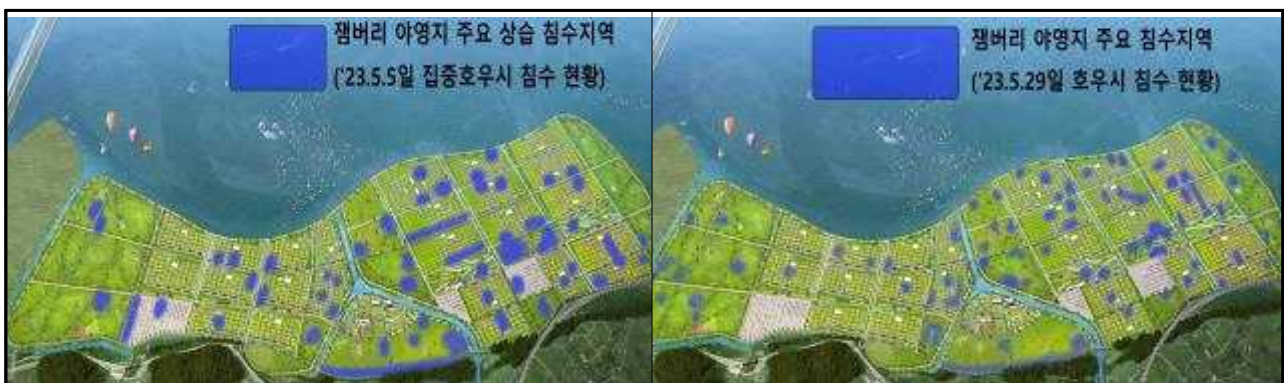 잼버리 야영지 주요 상습 침수지역
('23.5.5일 집중호우시 침수 현황)
잼버리 야영지 주요 침수지역
('23.5.29일 호우시 침수 현황)